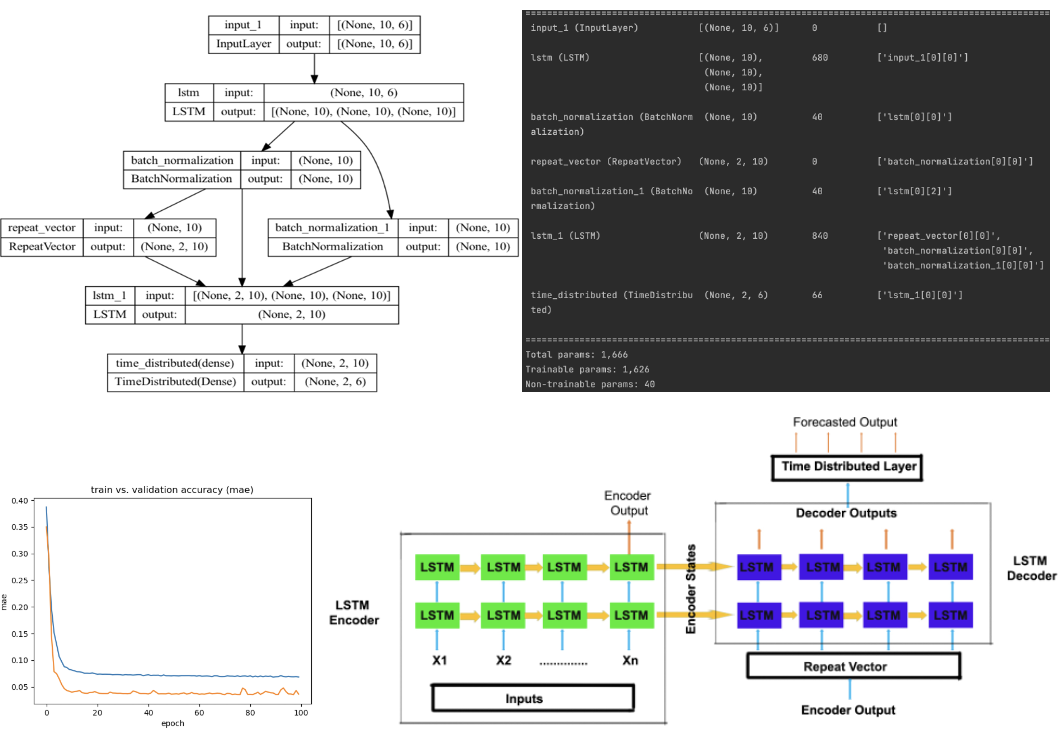 input_1 input: [(None, 10, 6)]
InputLayer output: [(None, 10, 6)]
lstm input: (None, 10, 6)
LSTM output: [(None, 10), (None, 10), (None, 10)]
batch_normalization input: (None, 10)
BatchNormalization output: (None, 10)
repeat_vector input: (None, 10)
RepeatVector output: (None, 2, 10)
batch_normalization_1 input: (None, 10)
BatchNormalization output: (None, 10)
lstm_1 input: [(None, 2, 10), (None, 10), (None, 10)]
LSTM output: (None, 2, 10)
time_distributed(dense) input: (None, 2, 10)
TimeDistributed(Dense) output: (None, 2, 6)
input_1 (InputLayer) [(None, 10, 6)] 0 []
lstm (LSTM) [(None, 10), 680 ['input_1[0][0]']
(None, 10),
(None, 10)]
batch_normalization (BatchNorm (None, 10) 40 ['lstm[0][0]']
alization)
repeat_vector (RepeatVector) (None, 2, 10) 0 ['batch_normalization[0][0]']
batch_normalization_1 (BatchNo (None, 10) 40 ['lstm[0][2]']
rmalization)
lstm_1 (LSTM) (None, 2, 10) 840 ['repeat_vector[0][0]',
'batch_normalization[0][0]',
'batch_normalization_1[0][0]']
time_distributed (TimeDistribu (None, 2, 6) 66 ['lstm_1[0][0]']
ted)
Total params: 1,666
Trainable params: 1,626
Non-trainable params: 40
train vs. validation accuracy (mae)
0.40
0.35
0.30
0.25
0.20
0.15
0.10
0.05
mae
0 20 40 60 80 100
epoch
Forecasted Output
Time Distributed Layer
Encoder
Output
Decoder Outputs
LSTM LSTM LSTM LSTM
LSTM LSTM LSTM LSTM
LSTM
Encoder
LSTM LSTM LSTM LSTM
LSTM LSTM LSTM LSTM
Encoder States
LSTM
Decoder
X1 X2 .............. Xn
Inputs
Repeat Vector
Encoder Output